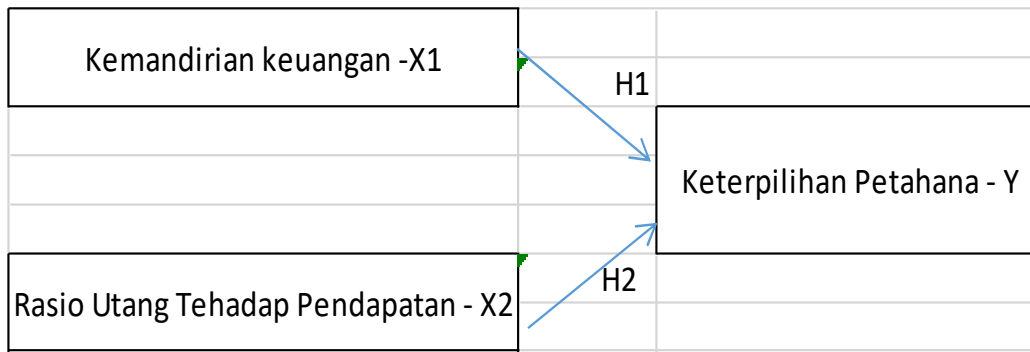 Kemandirian keuangan -X1
H1
Keterpilihan Petahana - Y
H2
Rasio Utang Tehadap Pendapatan - X2